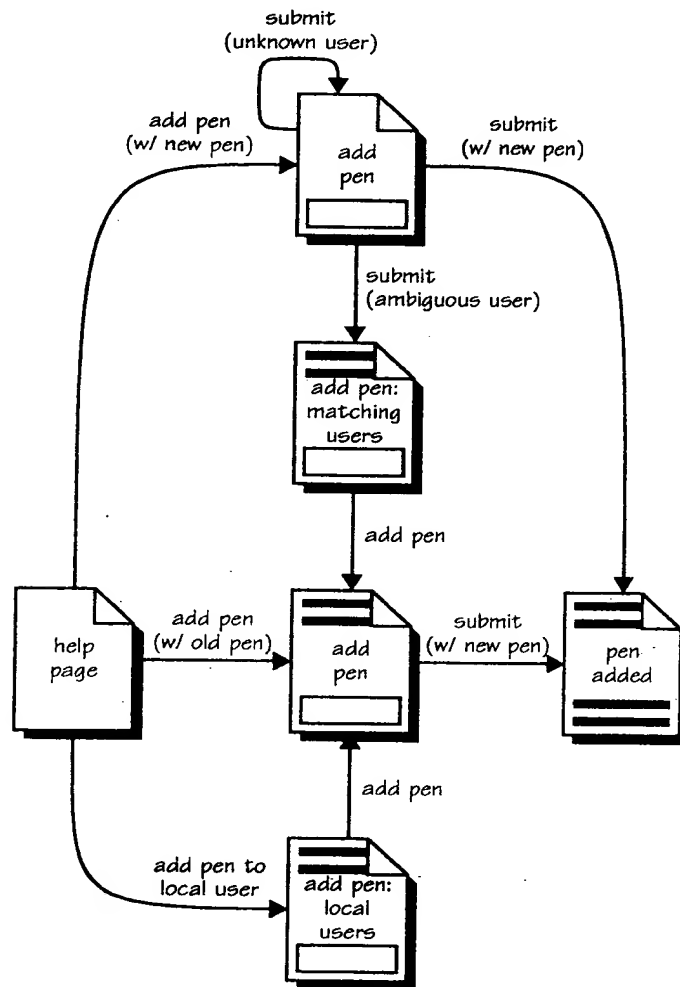 submit
(unknown user)
add pen
(w/ new pen)
submit
(w/ new pen)
add
pen
submit
(ambiguous user)
add pen:
matching
users
add pen
help
page
add pen
(w/ old pen)
add
pen
submit
(w/ new pen)
pen
added
add pen
add pen to
local user
add pen:
local
users